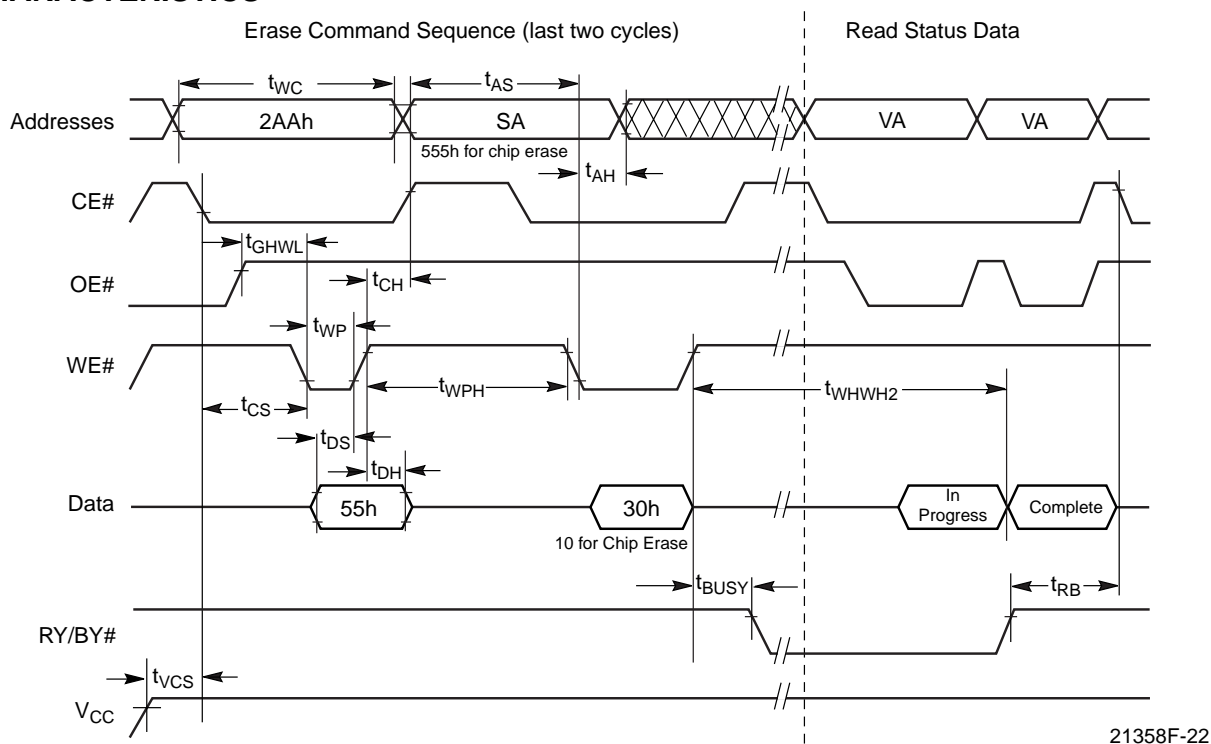 Erase Command Sequence (last two cycles)
Read Status Data
tWC
tAS
Addresses
2AAh
SA
VA
VA
555h for chip erase
tAH
CE#
tGHWL
OE#
tCH
tWP
WE#
tWPH
tWHWH2
tCS
tDS
tDH
Data
55h
30h
In
Progress
Complete
10 for Chip Erase
tBUSY
tRB
RY/BY#
tVCS
VCC
21358F-22